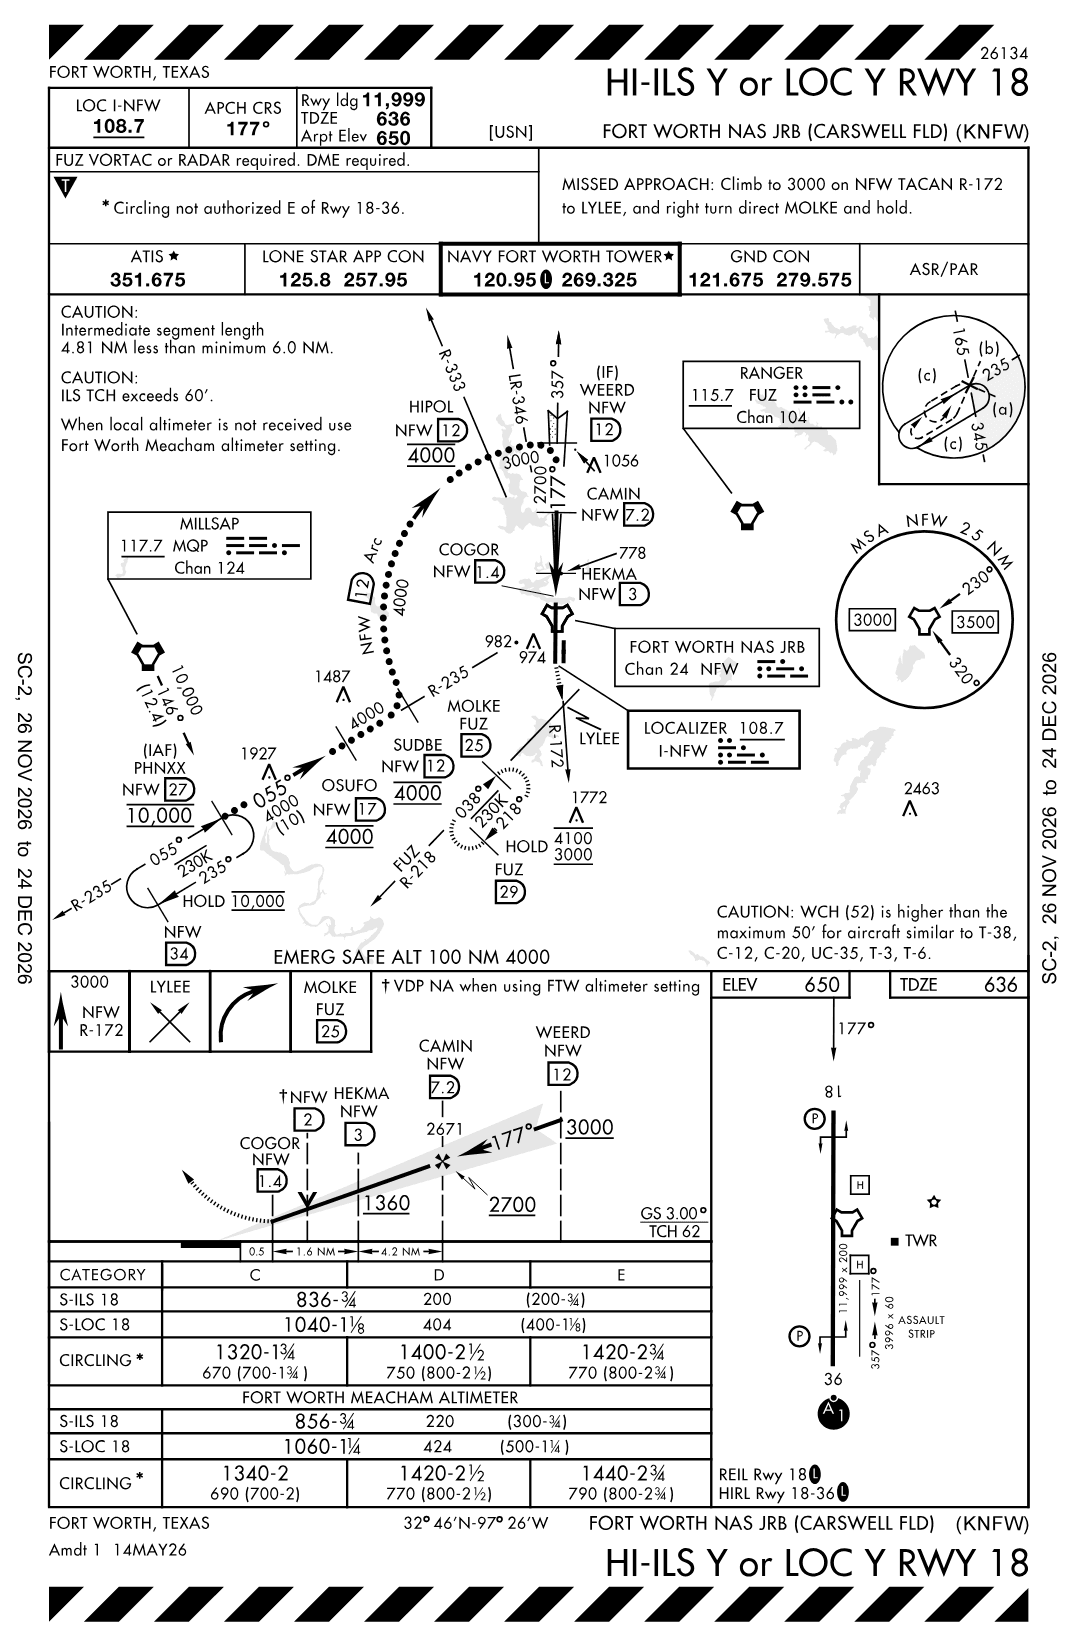 26134
FORT WORTH, TEXAS
HI-ILS Y or LOC Y RWY 18
LOC I-NFW
108.7
APCH CRS
177°
Rwy ldg 11,999
TDZE 636
Arpt Elev 650
[USN]
FORT WORTH NAS JRB (CARSWELL FLD) (KNFW)
FUZ VORTAC or RADAR required. DME required.
T
* Circling not authorized E of Rwy 18-36.
MISSED APPROACH: Climb to 3000 on NFW TACAN R-172
to LYLEE, and right turn direct MOLKE and hold.
ATIS ★
351.675
LONE STAR APP CON
125.8 257.95
NAVY FORT WORTH TOWER★
120.95 L 269.325
GND CON
121.675 279.575
ASR/PAR
CAUTION:
Intermediate segment length
4.81 NM less than minimum 6.0 NM.
CAUTION:
ILS TCH exceeds 60'.
When local altimeter is not received use
Fort Worth Meacham altimeter setting.
R-333
LR-346
357°
(IF)
WEERD
NFW
12
HIPOL
NFW 12
4000
3000
2700
177°
1056
CAMIN
NFW 7.2
RANGER
115.7 FUZ
Chan 104
165
(b)
235
(c)
(a)
345
(c)
MILLSAP
117.7 MQP
Chan 124
NFW 12 Arc
4000
COGOR
NFW 1.4
778
HEKMA
NFW 3
MSA NFW 25 NM
230°
3000
3500
320°
982
974
FORT WORTH NAS JRB
Chan 24 NFW
R-235
1487
10,000
146°
(12.4)
4000
MOLKE
FUZ
25
LYLEE
R-172
LOCALIZER 108.7
I-NFW
(IAF)
PHNXX
NFW 27
10,000
1927
055°
4000
(10)
SUDBE
NFW 12
4000
OSUFO
NFW 17
4000
038°
230K
218°
1772
2463
HOLD 4100
3000
FUZ
R-218
FUZ
29
055°
230K
235°
R-235
HOLD 10,000
NFW
34
CAUTION: WCH (52) is higher than the
maximum 50' for aircraft similar to T-38,
C-12, C-20, UC-35, T-3, T-6.
EMERG SAFE ALT 100 NM 4000
SC-2, 26 NOV 2026 to 24 DEC 2026
SC-2, 26 NOV 2026 to 24 DEC 2026
3000
NFW
R-172
LYLEE
MOLKE
FUZ
25
† VDP NA when using FTW altimeter setting
WEERD
NFW
12
CAMIN
NFW
7.2
†NFW
2
HEKMA
NFW
3
COGOR
NFW
1.4
2671
177°
3000
1360
2700
GS 3.00°
TCH 62
0.5
1.6 NM
4.2 NM
ELEV 650
TDZE 636
177°
18
P
H
TWR
11,999 x 200
H
177°
357°
3996 x 60
ASSAULT
STRIP
P
36
A1
REIL Rwy 18 L
HIRL Rwy 18-36 L
CATEGORY C D E
S-ILS 18 836-¾ 200 (200-¾)
S-LOC 18 1040-1⅛ 404 (400-1⅛)
CIRCLING * 1320-1¾ 1400-2½ 1420-2¾
670 (700-1¾) 750 (800-2½) 770 (800-2¾)
FORT WORTH MEACHAM ALTIMETER
S-ILS 18 856-¾ 220 (300-¾)
S-LOC 18 1060-1¼ 424 (500-1¼)
CIRCLING * 1340-2 1420-2½ 1440-2¾
690 (700-2) 770 (800-2½) 790 (800-2¾)
FORT WORTH, TEXAS
32° 46'N-97° 26'W
FORT WORTH NAS JRB (CARSWELL FLD) (KNFW)
Amdt 1 14MAY26
HI-ILS Y or LOC Y RWY 18